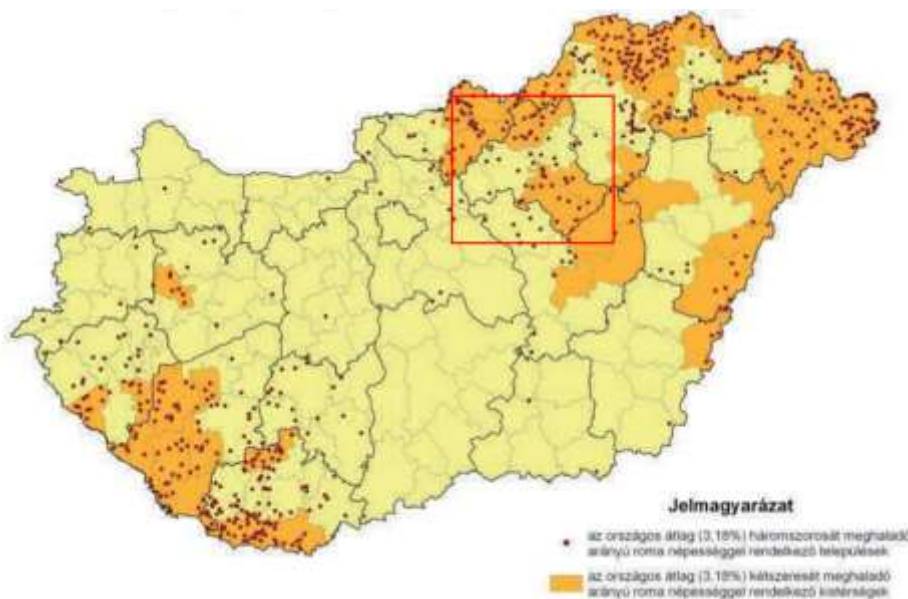 Jelmagyarázat
az országos átlag (3,18%) háromszorosát meghaladó
arányú roma népességgel rendelkező települések
az országos átlag (3.18%) kétszeresét meghaladó
arányú roma népességgel rendelkező kistérségek